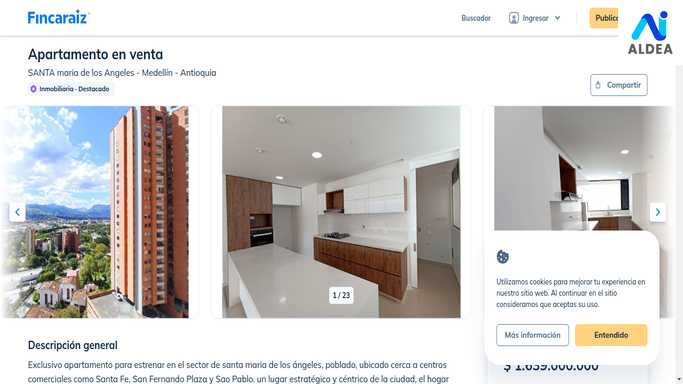 Fincaraiz
Buscador
Ingresar
Public
ALDEA
Apartamento en venta
SANTA maria de los Angeles - Medellín - Antioquia
Inmobiliaria - Destacado
Compartir
1 / 23
Utilizamos cookies para mejorar tu experiencia en
nuestro sitio web. Al continuar en el sitio
consideramos que aceptas su uso.
Más información
Entendido
$ 1.639.000.000
Descripción general
Exclusivo apartamento para estrenar en el sector de santa maria de los ángeles, poblado, ubicado cerca a centros
comerciales como Santa Fe, San Fernando Plaza y Sao Pablo. un lugar estratégico y céntrico de la ciudad, el hogar